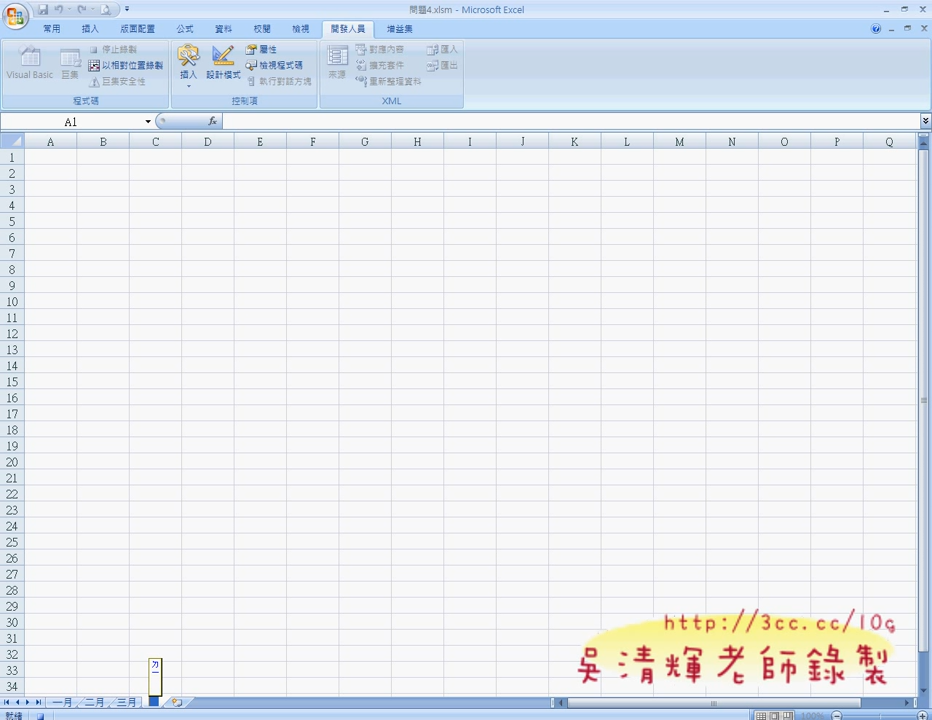 問題4.xlsm - Microsoft Excel
常用 插入 版面配置 公式 資料 校閱 檢視 開發人員 增益集
Visual Basic 巨集 停止錄製 以相對位置錄製 巨集安全性
插入 設計模式 屬性 檢視程式碼 執行對話方塊
來源 對應內容 擴充套件 重新整理資料 匯入 匯出
程式碼 控制項 XML
A1 fx
A B C D E F G H I J K L M N O P Q
1
2
3
4
5
6
7
8
9
10
11
12
13
14
15
16
17
18
19
20
21
22
23
24
25
26
27
28
29
30
31
32
33
34
http://3cc.cc/10g
吳清輝老師錄製
ㄉㄧ
一月 二月 三月
就緒 100%